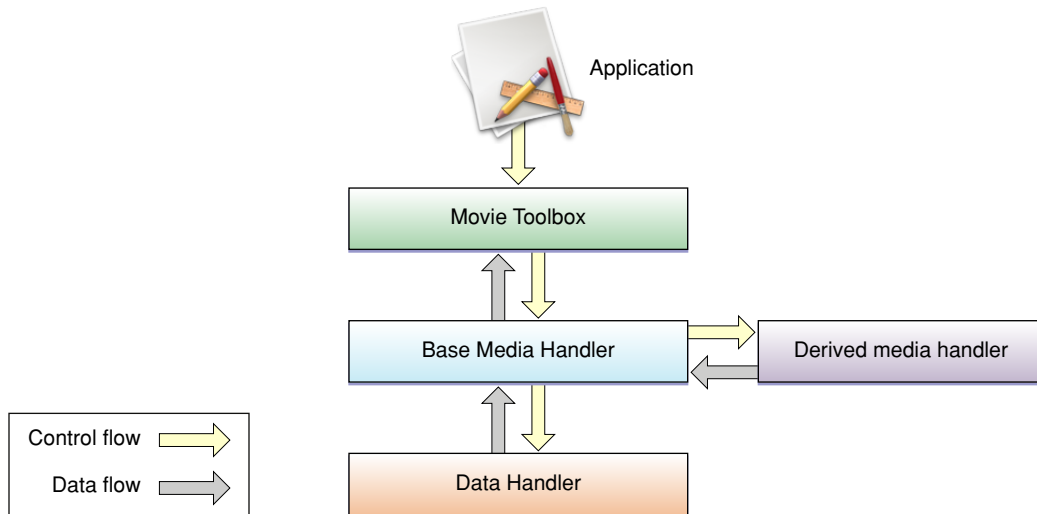 Application
Movie Toolbox
Base Media Handler
Derived media handler
Control flow
Data flow
Data Handler